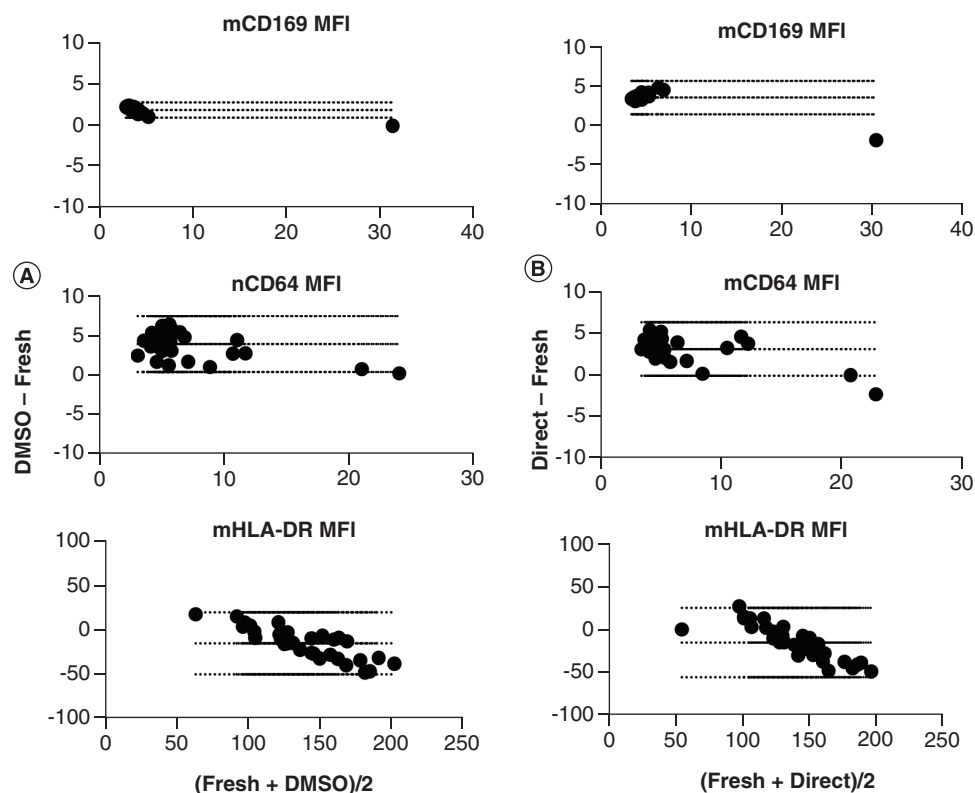 mCD169 MFI
10
5
0
-5
-10
0 10 20 30 40
A
nCD64 MFI
10
5
0
-5
-10
0 10 20 30
DMSO – Fresh
mHLA-DR MFI
100
50
0
-50
-100
0 50 100 150 200 250
(Fresh + DMSO)/2
mCD169 MFI
10
5
0
-5
-10
0 10 20 30 40
B
mCD64 MFI
10
5
0
-5
-10
0 10 20 30
Direct – Fresh
mHLA-DR MFI
100
50
0
-50
-100
0 50 100 150 200 250
(Fresh + Direct)/2